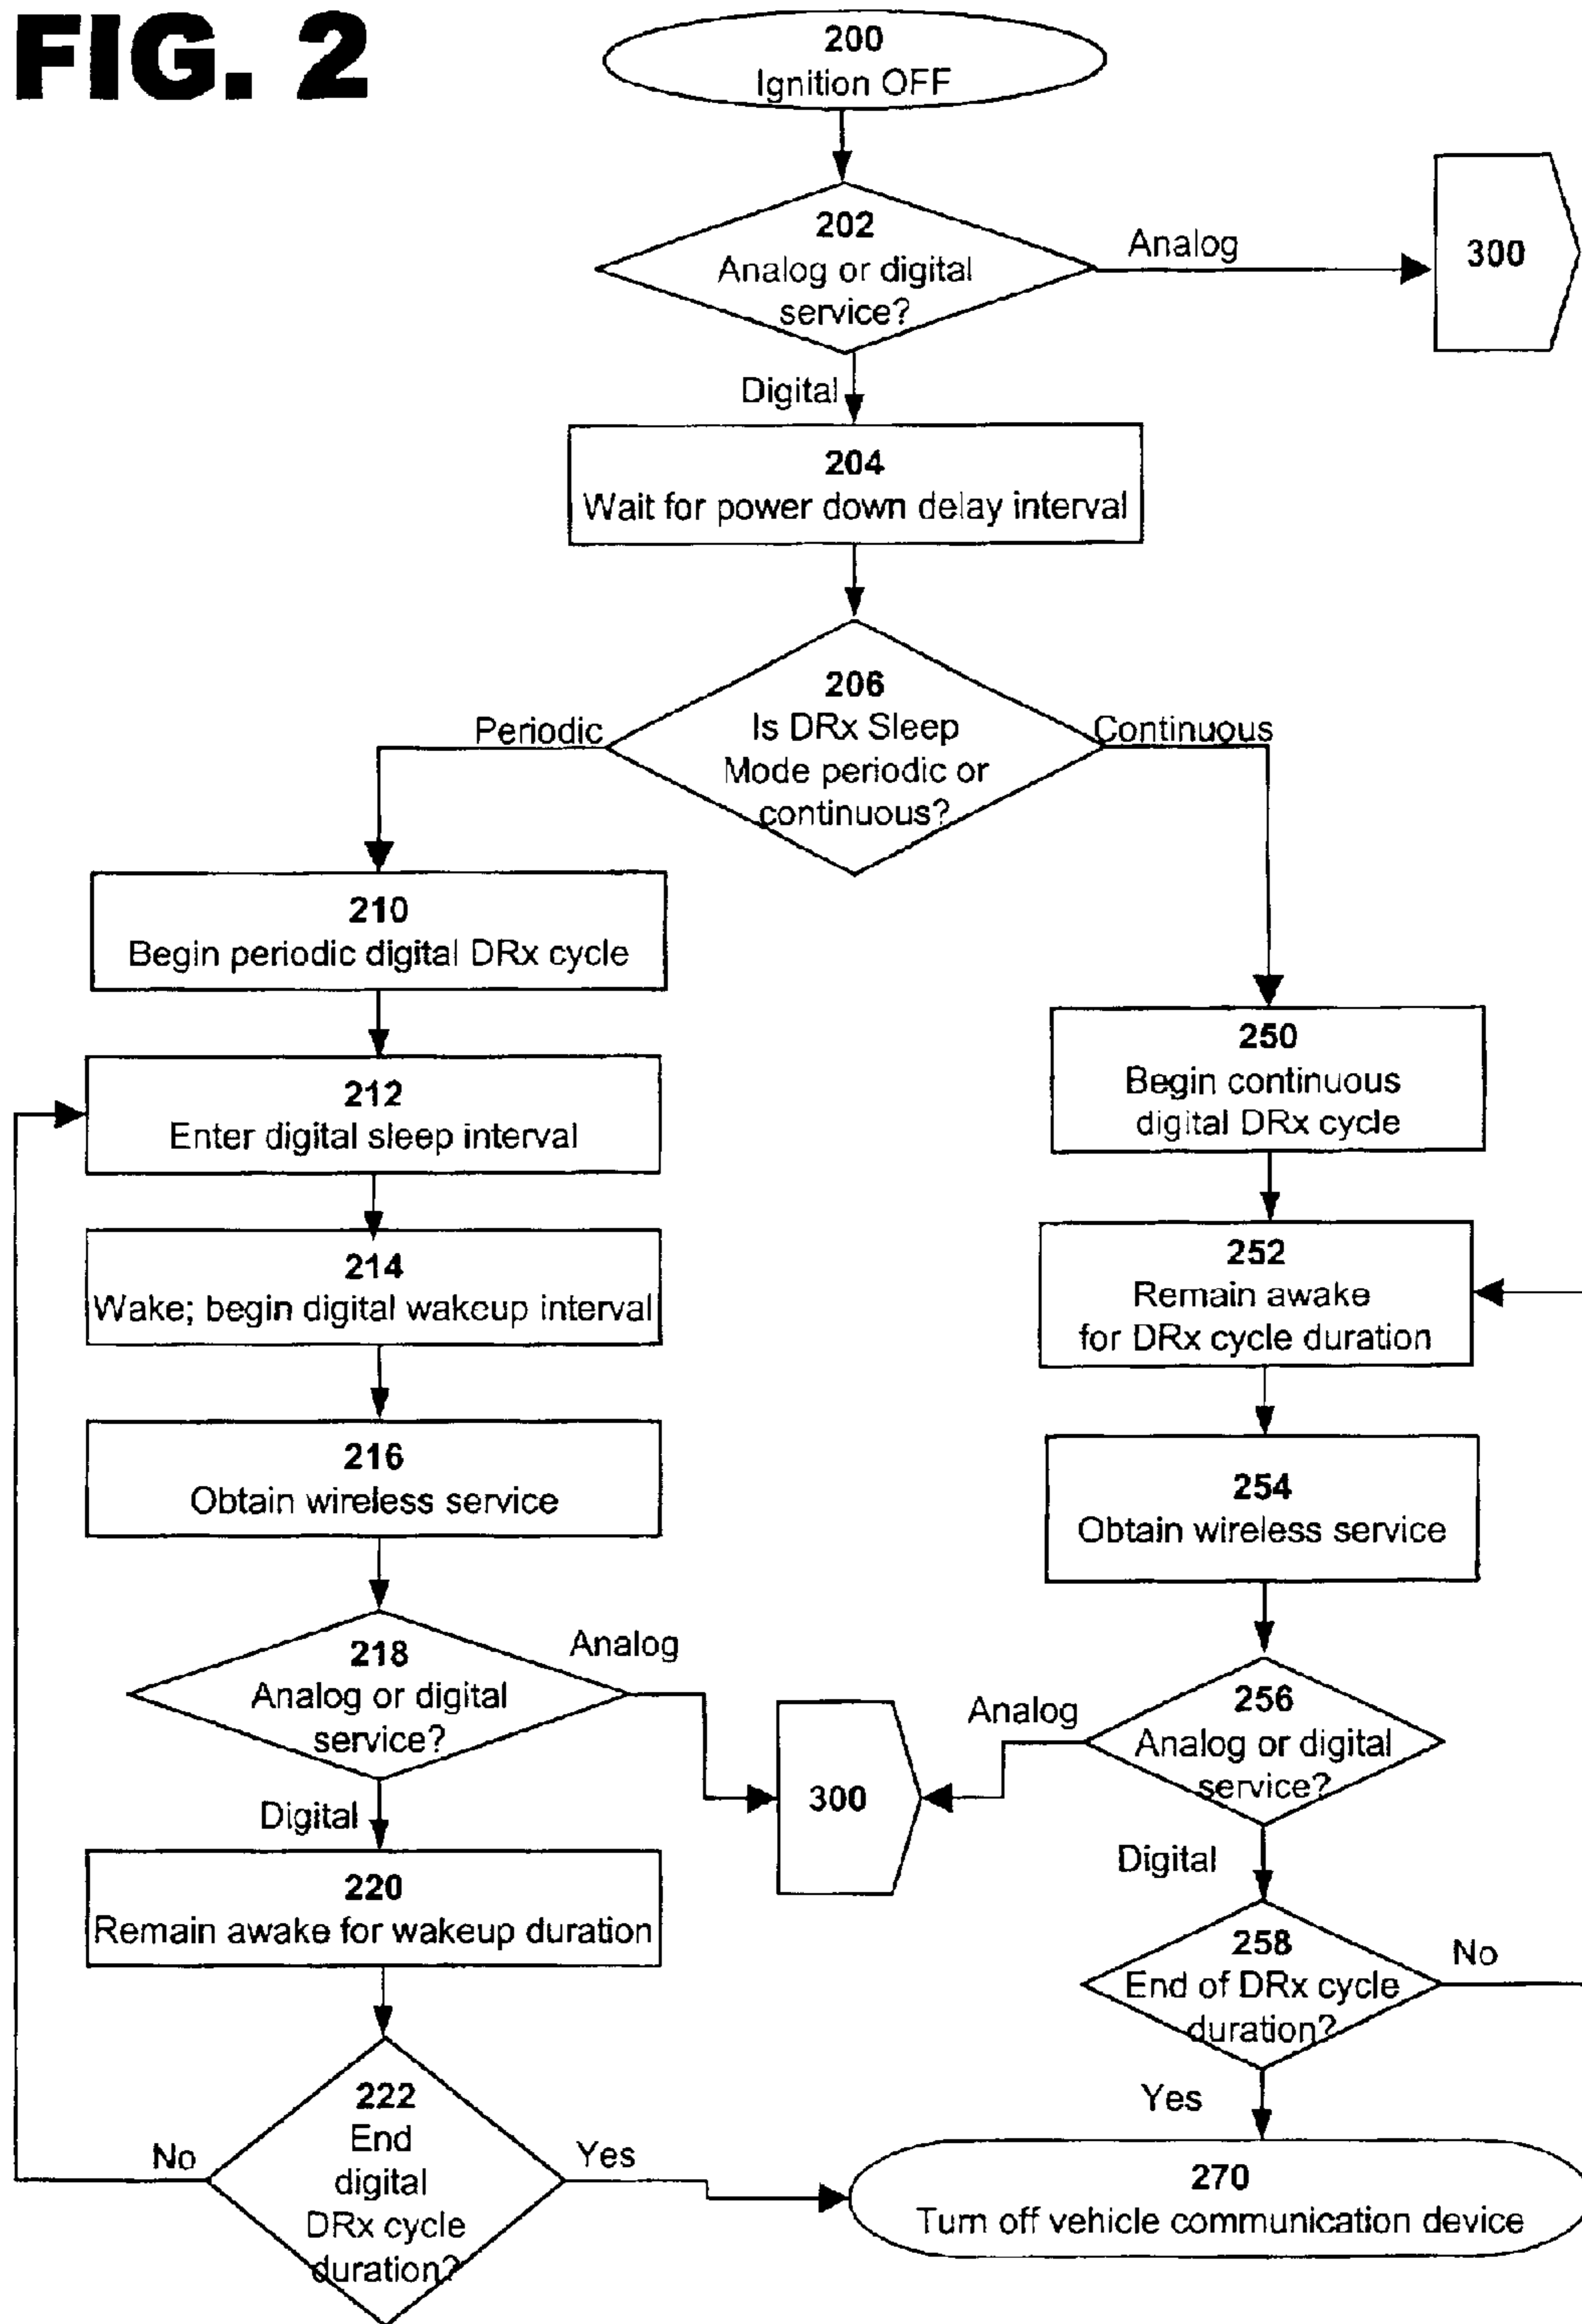 FIG. 2
200
Ignition OFF
202
Analog or digital
service?
Analog
300
Digital
204
Wait for power down delay interval
206
Is DRx Sleep
Mode periodic or
continuous?
Periodic
Continuous
210
Begin periodic digital DRx cycle
212
Enter digital sleep interval
214
Wake; begin digital wakeup interval
216
Obtain wireless service
218
Analog or digital
service?
Analog
300
Digital
220
Remain awake for wakeup duration
222
End
digital
DRx cycle
duration?
No
Yes
250
Begin continuous
digital DRx cycle
252
Remain awake
for DRx cycle duration
254
Obtain wireless service
256
Analog or digital
service?
Analog
Digital
258
End of DRx cycle
duration?
No
Yes
270
Turn off vehicle communication device